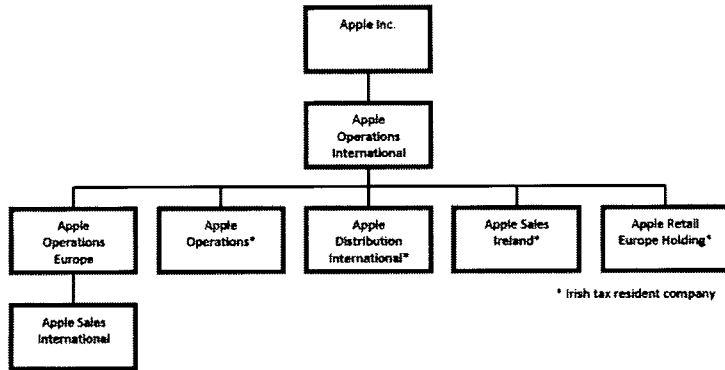 Apple Inc.
Apple
Operations
International
Apple
Operations
Europe
Apple
Operations*
Apple
Distribution
International*
Apple Sales
Ireland*
Apple Retail
Europe Holding*
* Irish tax resident company
Apple Sales
International